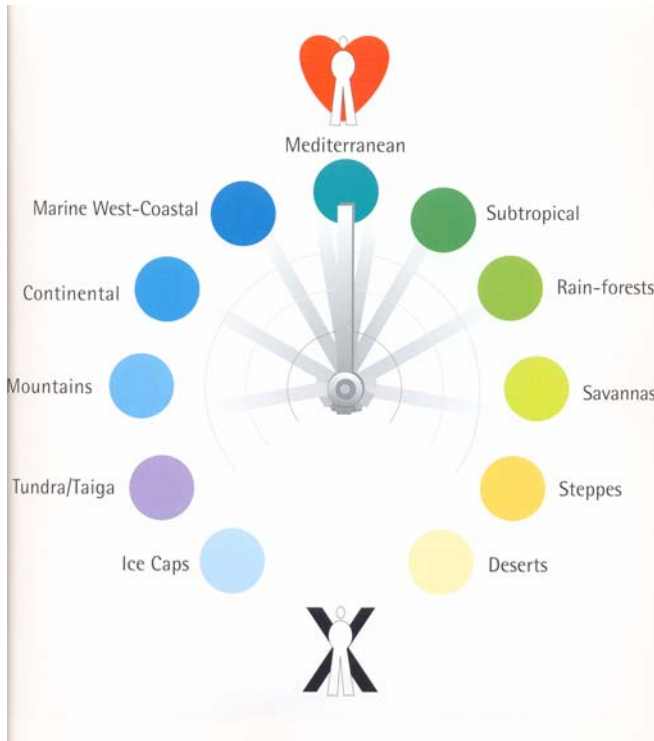 Mediterranean
Marine West-Coastal
Subtropical
Continental
Rain-forests
Mountains
Savannas
Tundra/Taiga
Steppes
Ice Caps
Deserts